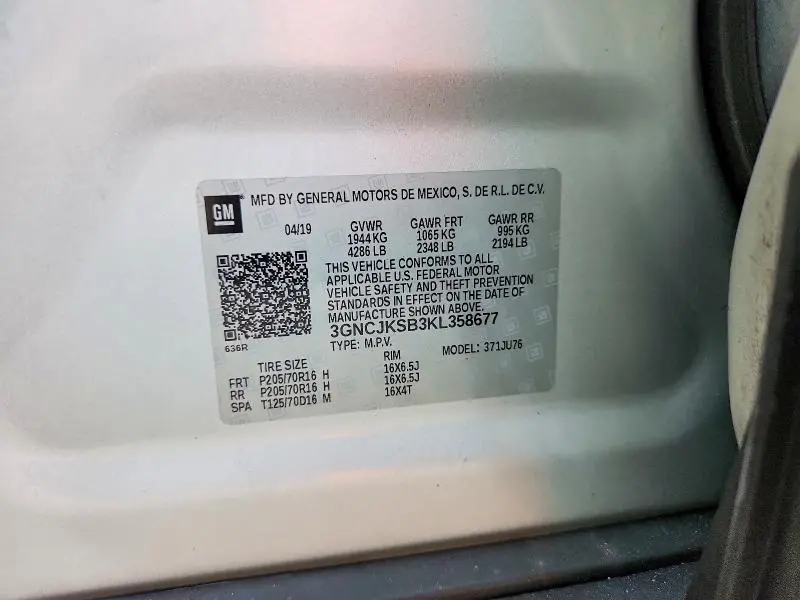 GM MFD BY GENERAL MOTORS DE MEXICO, S. DE R.L. DE C.V.
04/19 GVWR GAWR FRT GAWR RR
1944 KG 1065 KG 995 KG
4286 LB 2348 LB 2194 LB
THIS VEHICLE CONFORMS TO ALL
APPLICABLE U.S. FEDERAL MOTOR
VEHICLE SAFETY AND THEFT PREVENTION
STANDARDS IN EFFECT ON THE DATE OF
MANUFACTURE SHOWN ABOVE.
3GNCJKSB3KL358677
636R TYPE: M.P.V. MODEL: 371JU76
TIRE SIZE RIM
FRT P205/70R16 H 16X6.5J
RR P205/70R16 H 16X6.5J
SPA T125/70D16 M 16X4T